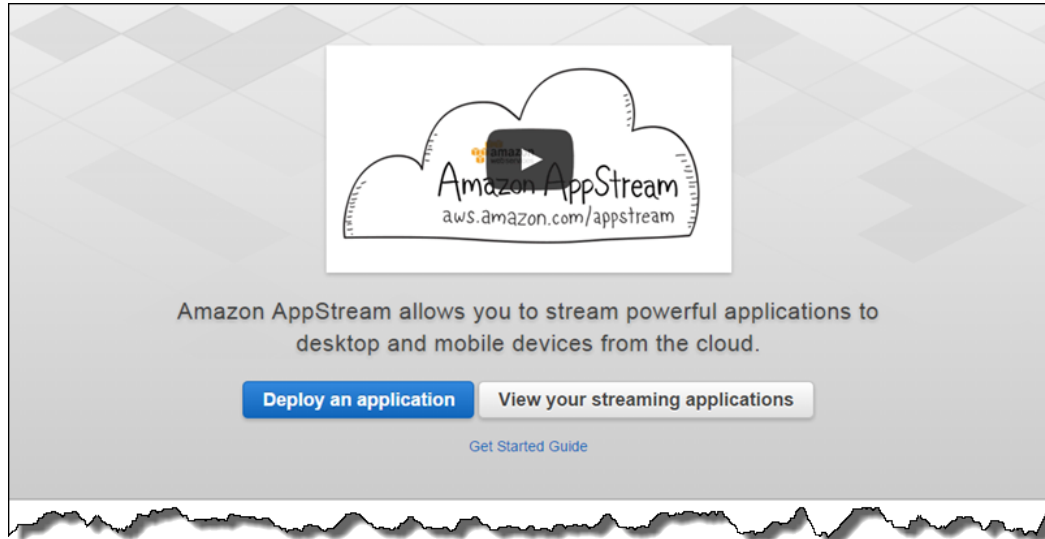 amazon
Amazon AppStream
aws.amazon.com/appstream
Amazon AppStream allows you to stream powerful applications to
desktop and mobile devices from the cloud.
Deploy an application
View your streaming applications
Get Started Guide